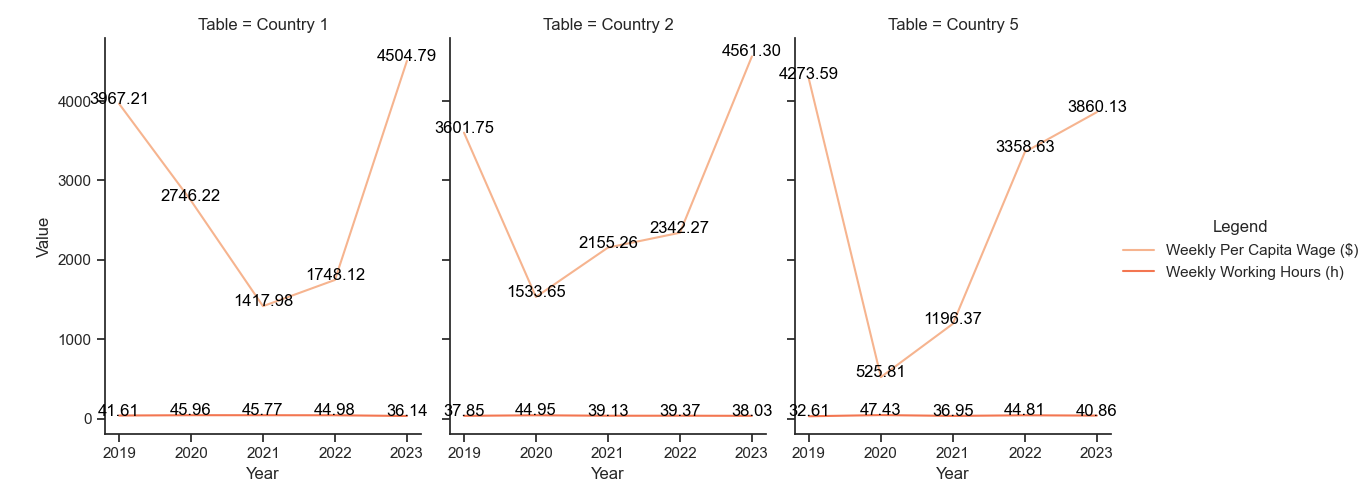 Table = Country 1
Table = Country 2
Table = Country 5
Value
4000
3000
2000
1000
0
3967.21
2746.22
1417.98
1748.12
4504.79
41.61
45.96
45.77
44.98
36.14
2019 2020 2021 2022 2023
Year
3601.75
1533.65
2155.26
2342.27
4561.30
37.85
44.95
39.13
39.37
38.03
2019 2020 2021 2022 2023
Year
4273.59
525.81
1196.37
3358.63
3860.13
32.61
47.43
36.95
44.81
40.86
2019 2020 2021 2022 2023
Year
Legend
Weekly Per Capita Wage ($)
Weekly Working Hours (h)